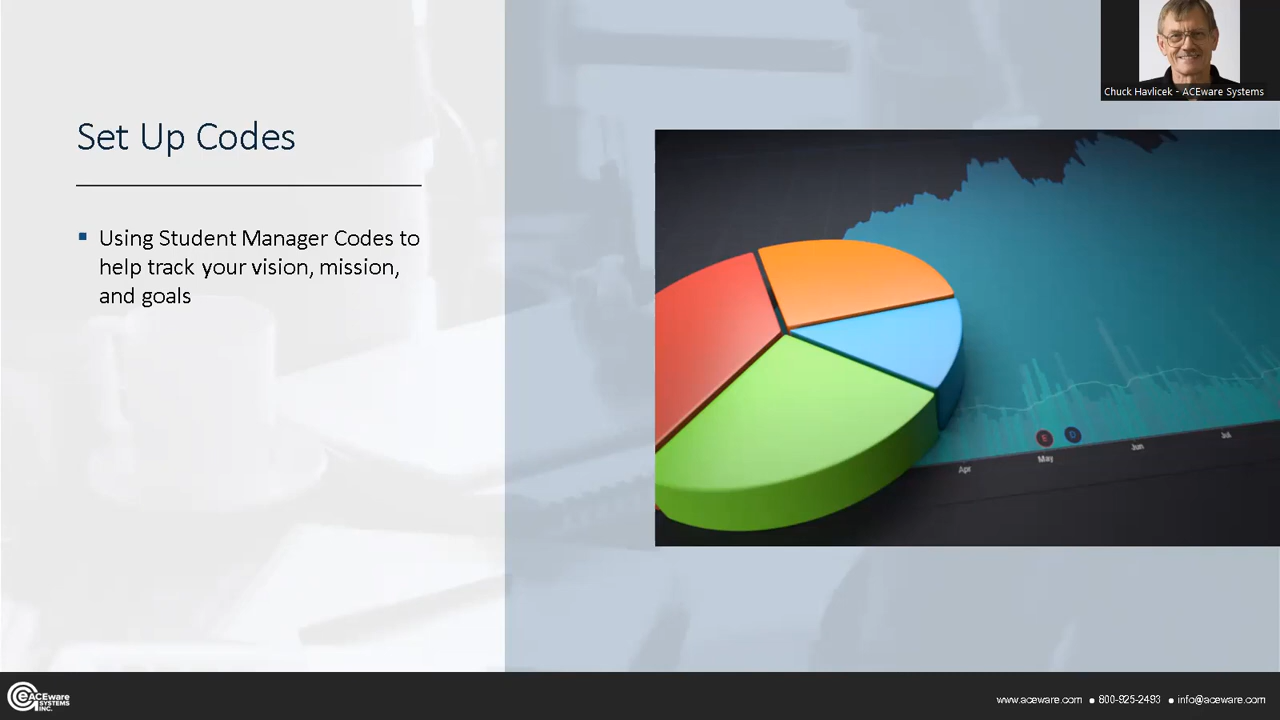 Chuck Havlicek - ACEware Systems
Set Up Codes
Using Student Manager Codes to
help track your vision, mission,
and goals
E
D
Apr
May
Jun
Jul
ACEware
SYSTEMS
INC.
www.aceware.com • 800-925-2493 • info@aceware.com